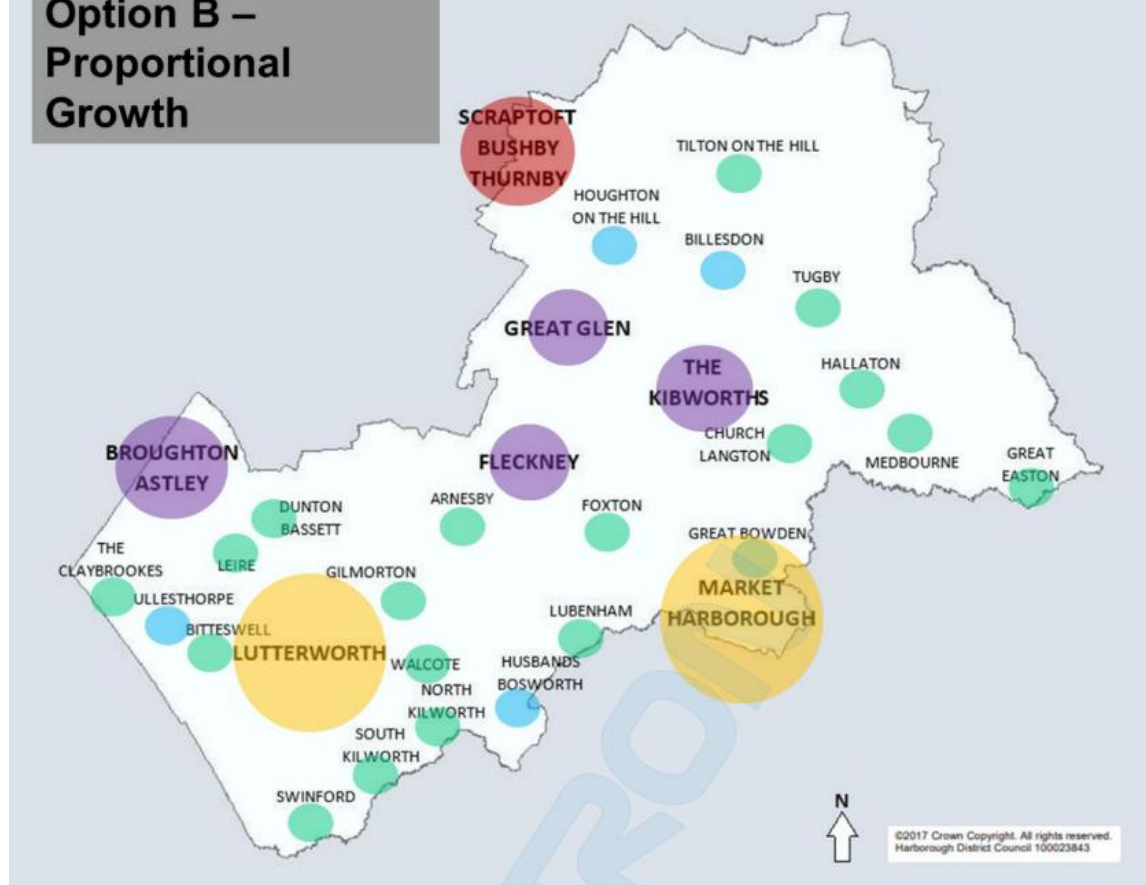 Option B –
Proportional
Growth
SCRAPTOFT
BUSHBY
THURNBY
TILTON ON THE HILL
HOUGHTON
ON THE HILL
BILLESDON
TUGBY
GREAT GLEN
THE
KIBWORTHS
HALLATON
CHURCH
LANGTON
MEDBOURNE
GREAT
EASTON
BROUGHTON
ASTLEY
FLECKNEY
DUNTON
BASSETT
ARNESBY
FOXTON
GREAT BOWDEN
THE
CLAYBROOKES
LEIRE
GILMORTON
MARKET
HARBOROUGH
ULLESTHORPE
BITTESWELL
LUBENHAM
LUTTERWORTH
WALCOTE
HUSBANDS
BOSWORTH
NORTH
KILWORTH
SOUTH
KILWORTH
SWINFORD
N
©2017 Crown Copyright. All rights reserved.
Harborough District Council 100023843